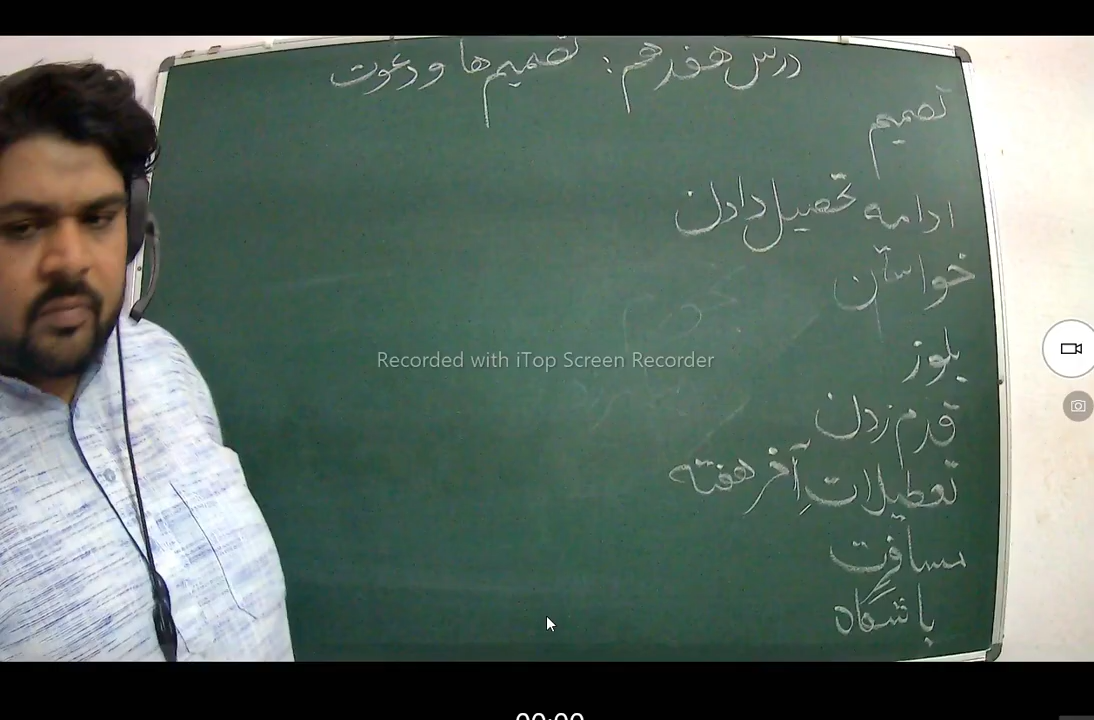 درس هفدهم : تصمیم ها و دعوت
تصمیم
ادامه تحصیل دادن
خواستن
بلوز
قدم زدن
تعطیلاتِ آخر هفته
مسافرت
باشگاه
Recorded with iTop Screen Recorder
00:00